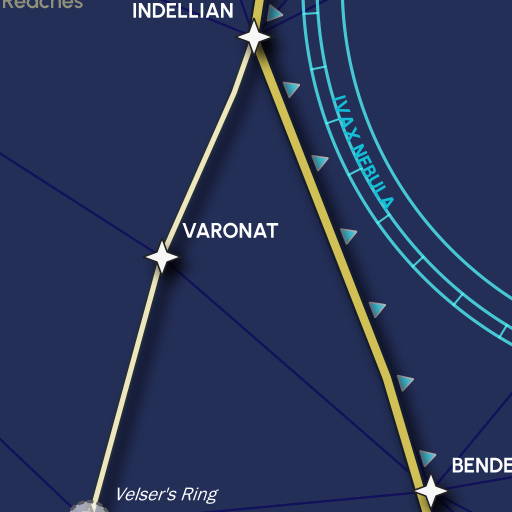 Reaches
INDELLIAN
IVAX NEBULA
VARONAT
BENDE
Velser's Ring